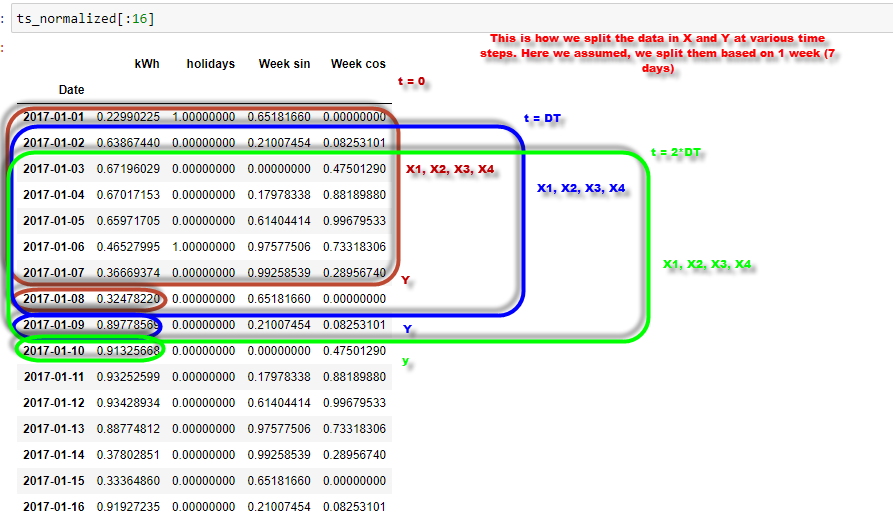 : ts_normalized[:16]
:
This is how we split the data in X and Y at various time
steps. Here we assumed, we split them based on 1 week (7
days)
kWh holidays Week sin Week cos
t = 0
Date
2017-01-01 0.22990225 1.00000000 0.65181660 0.00000000
t = DT
2017-01-02 0.63867440 0.00000000 0.21007454 0.08253101
t = 2*DT
2017-01-03 0.67196029 0.00000000 0.00000000 0.47501290
X1, X2, X3, X4
2017-01-04 0.67017153 0.00000000 0.17978338 0.88189880
X1, X2, X3, X4
2017-01-05 0.65971705 0.00000000 0.61404414 0.99679533
2017-01-06 0.46527995 1.00000000 0.97577506 0.73318306
X1, X2, X3, X4
2017-01-07 0.36669374 0.00000000 0.99258539 0.28956740
Y
2017-01-08 0.32478220 0.00000000 0.65181660 0.00000000
2017-01-09 0.89778569 0.00000000 0.21007454 0.08253101
Y
2017-01-10 0.91325668 0.00000000 0.00000000 0.47501290
y
2017-01-11 0.93252599 0.00000000 0.17978338 0.88189880
2017-01-12 0.93428934 0.00000000 0.61404414 0.99679533
2017-01-13 0.88774812 0.00000000 0.97577506 0.73318306
2017-01-14 0.37802851 0.00000000 0.99258539 0.28956740
2017-01-15 0.33364860 0.00000000 0.65181660 0.00000000
2017-01-16 0.91927235 0.00000000 0.21007454 0.08253101